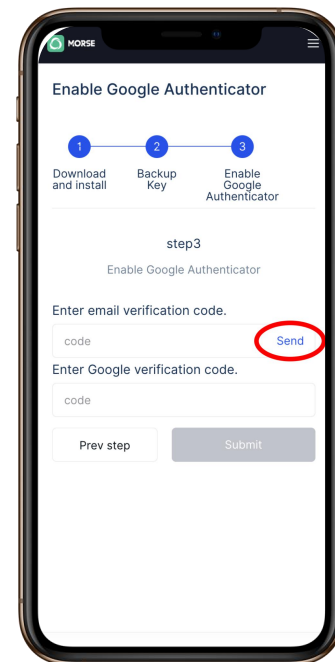 MORSE
Enable Google Authenticator
1 2 3
Download Backup Enable
and install Key Google
Authenticator
step3
Enable Google Authenticator
Enter email verification code.
code Send
Enter Google verification code.
code
Prev step Submit